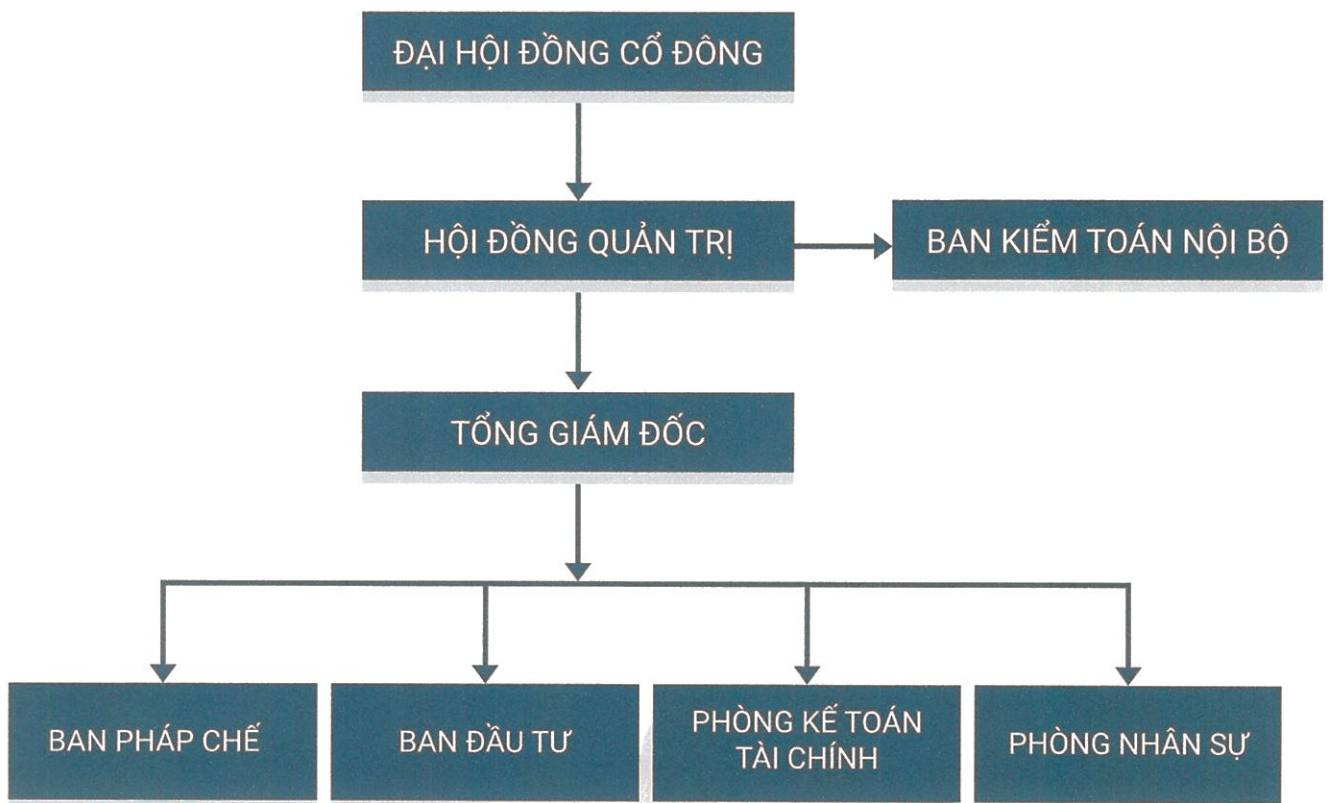 ĐẠI HỘI ĐỒNG CỔ ĐÔNG
HỘI ĐỒNG QUẢN TRỊ
BAN KIỂM TOÁN NỘI BỘ
TỔNG GIÁM ĐỐC
BAN PHÁP CHẾ
BAN ĐẦU TƯ
PHÒNG KẾ TOÁN
TÀI CHÍNH
PHÒNG NHÂN SỰ